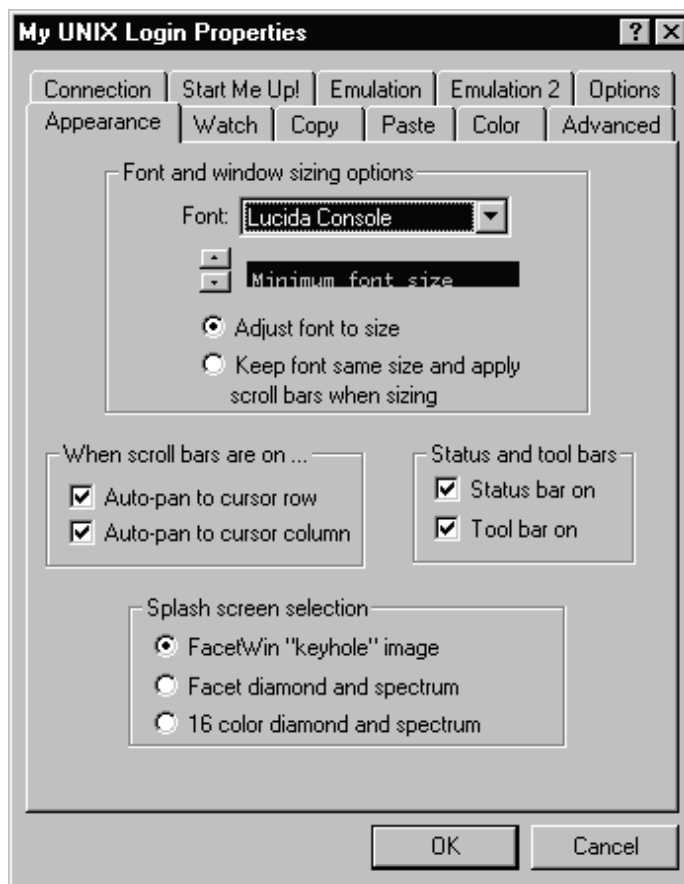 My UNIX Login Properties
Connection Start Me Up! Emulation Emulation 2 Options
Appearance Watch Copy Paste Color Advanced
Font and window sizing options
Font: Lucida Console
Minimum font size
Adjust font to size
Keep font same size and apply
scroll bars when sizing
When scroll bars are on ...
Auto-pan to cursor row
Auto-pan to cursor column
Status and tool bars
Status bar on
Tool bar on
Splash screen selection
FacetWin "keyhole" image
Facet diamond and spectrum
16 color diamond and spectrum
OK Cancel